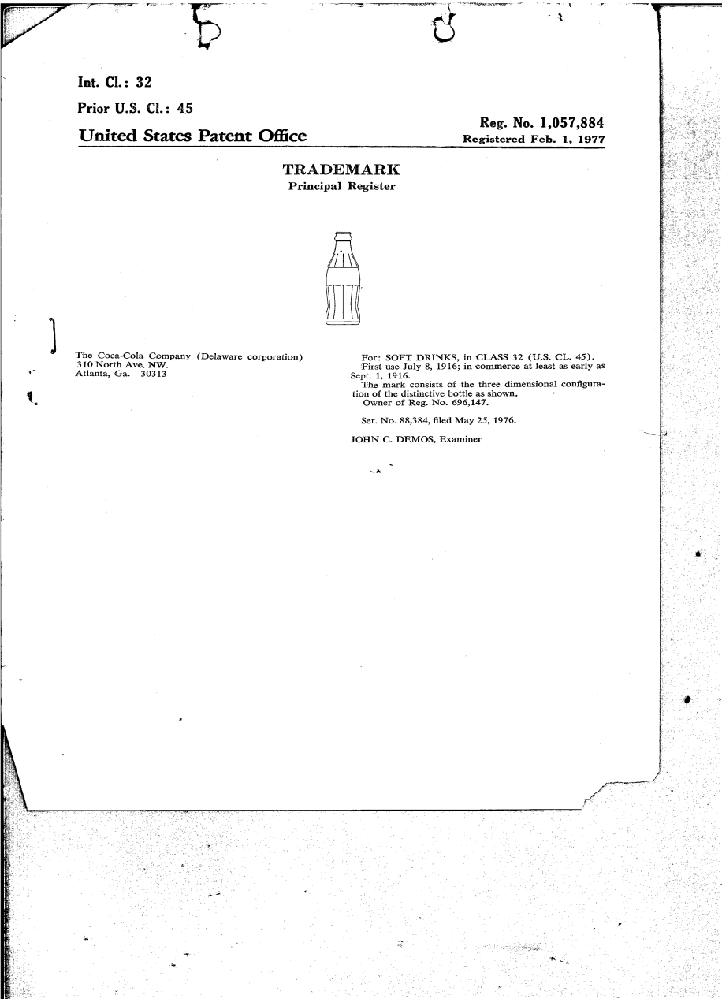 Int. Cl.: 32
Prior U.S. Cl.: 45
United States Patent Office
Reg. No. 1,057,884
Registered Feb. 1, 1977
TRADEMARK
Principal Register
The Coca-Cola Company (Delaware corporation)
310 North Ave. NW.
Atlanta, Ga. 30313
For: SOFT DRINKS, in CLASS 32 (U.S. CL. 45).
First use July 8, 1916; in commerce at least as early as
Sept. 1, 1916.
The mark consists of the three dimensional configura-
tion of the distinctive bottle as shown.
Owner of Reg. No. 696,147.
Ser. No. 88,384, filed May 25, 1976.
JOHN C. DEMOS, Examiner